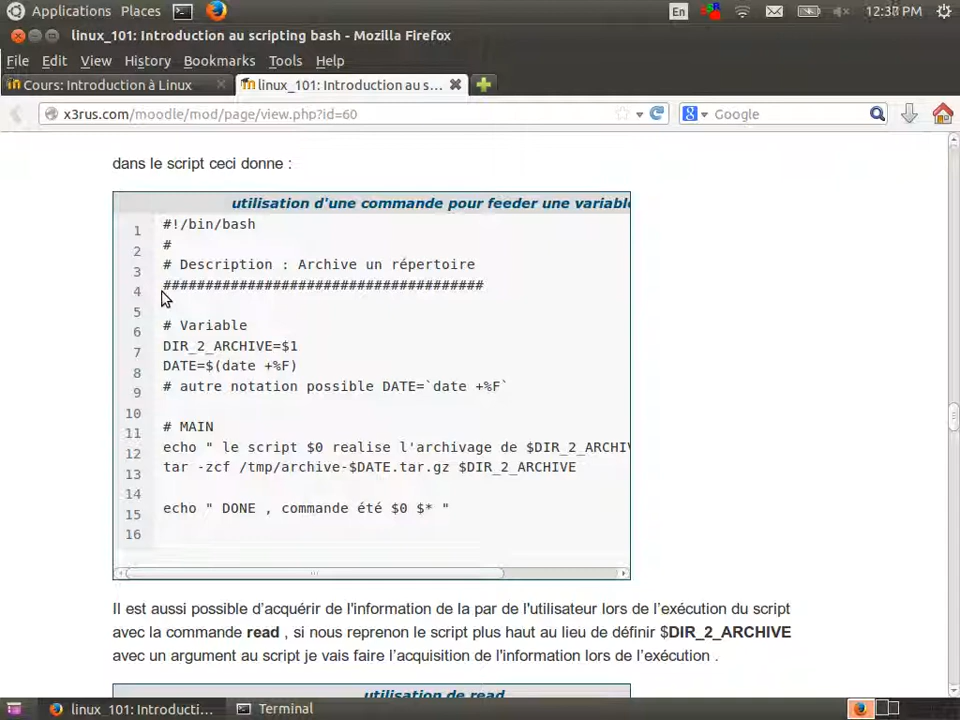 Applications Places En 12:38 PM
linux_101: Introduction au scripting bash - Mozilla Firefox
File Edit View History Bookmarks Tools Help
Cours: Introduction à Linux linux_101: Introduction au s...
x3rus.com/moodle/mod/page/view.php?id=60 Google
dans le script ceci donne :
utilisation d'une commande pour feeder une variable
1 #!/bin/bash
2 #
3 # Description : Archive un répertoire
4 ######################################
5
6 # Variable
7 DIR_2_ARCHIVE=$1
8 DATE=$(date +%F)
9 # autre notation possible DATE=`date +%F`
10
11 # MAIN
12 echo " le script $0 realise l'archivage de $DIR_2_ARCHIV
13 tar -zcf /tmp/archive-$DATE.tar.gz $DIR_2_ARCHIVE
14
15 echo " DONE , commande été $0 $* "
16
Il est aussi possible d'acquérir de l'information de la par de l'utilisateur lors de l'exécution du script
avec la commande read , si nous reprenon le script plus haut au lieu de définir $DIR_2_ARCHIVE
avec un argument au script je vais faire l'acquisition de l'information lors de l'exécution .
utilisation de read
linux_101: Introducti... Terminal